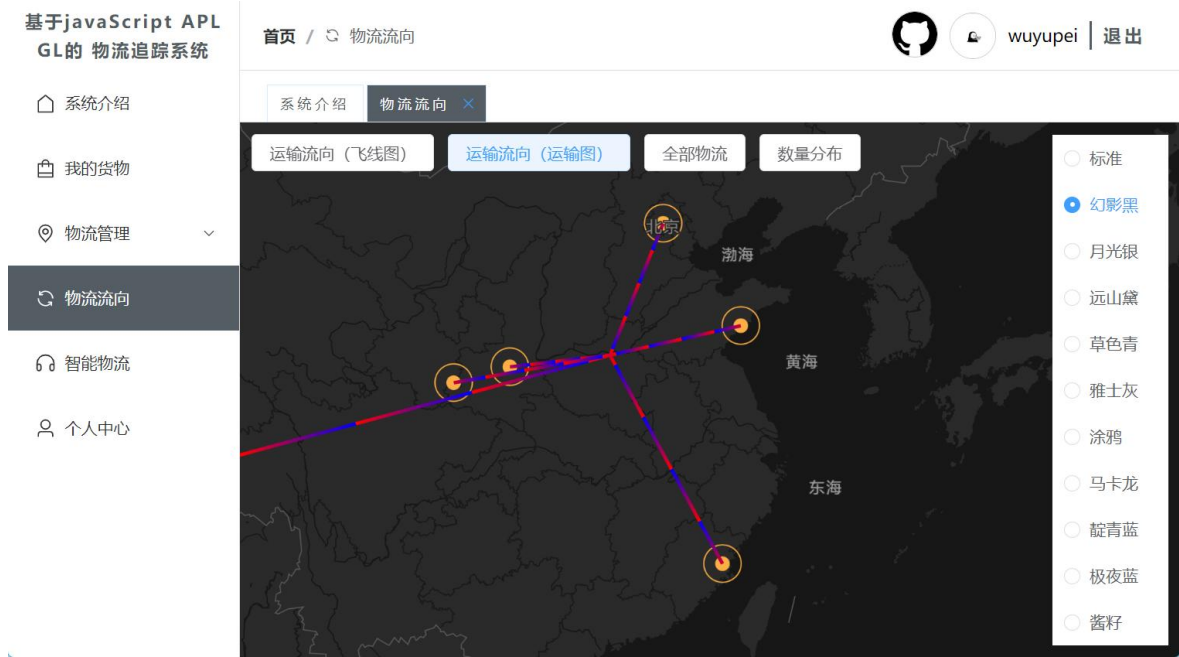 基于javaScript APL
GL的 物流追踪系统
系统介绍
我的货物
物流管理
物流流向
智能物流
个人中心
首页 / 物流流向
wuyupei
退出
系统介绍
物流流向
运输流向（飞线图）
运输流向（运输图）
全部物流
数量分布
北京
渤海
黄海
东海
标准
幻影黑
月光银
远山黛
草色青
雅士灰
涂鸦
马卡龙
靛青蓝
极夜蓝
酱籽